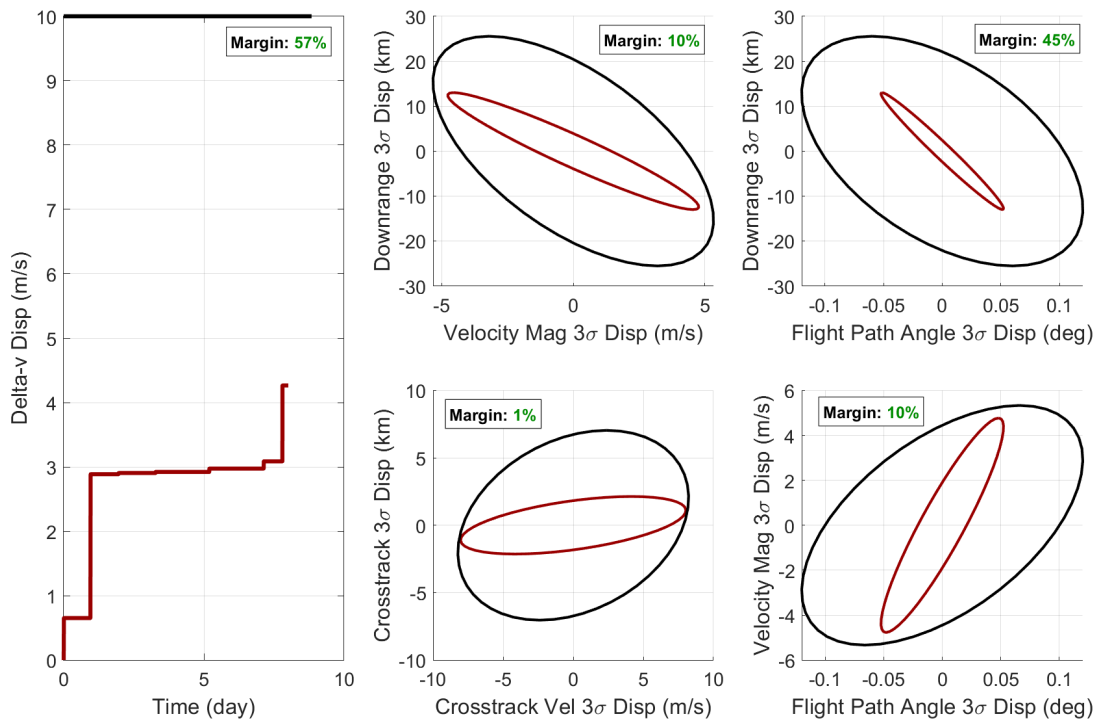 Delta-v Disp (m/s)
10
9
8
7
6
5
4
3
2
1
0
0 5 10
Time (day)
Margin: 57%
Downrange 3σ Disp (km)
30
20
10
0
-10
-20
-30
-5 0 5
Velocity Mag 3σ Disp (m/s)
Margin: 10%
Downrange 3σ Disp (km)
30
20
10
0
-10
-20
-30
-0.1 -0.05 0 0.05 0.1
Flight Path Angle 3σ Disp (deg)
Margin: 45%
Crosstrack 3σ Disp (km)
10
5
0
-5
-10
-10 -5 0 5 10
Crosstrack Vel 3σ Disp (m/s)
Margin: 1%
Velocity Mag 3σ Disp (m/s)
6
4
2
0
-2
-4
-6
-0.1 -0.05 0 0.05 0.1
Flight Path Angle 3σ Disp (deg)
Margin: 10%